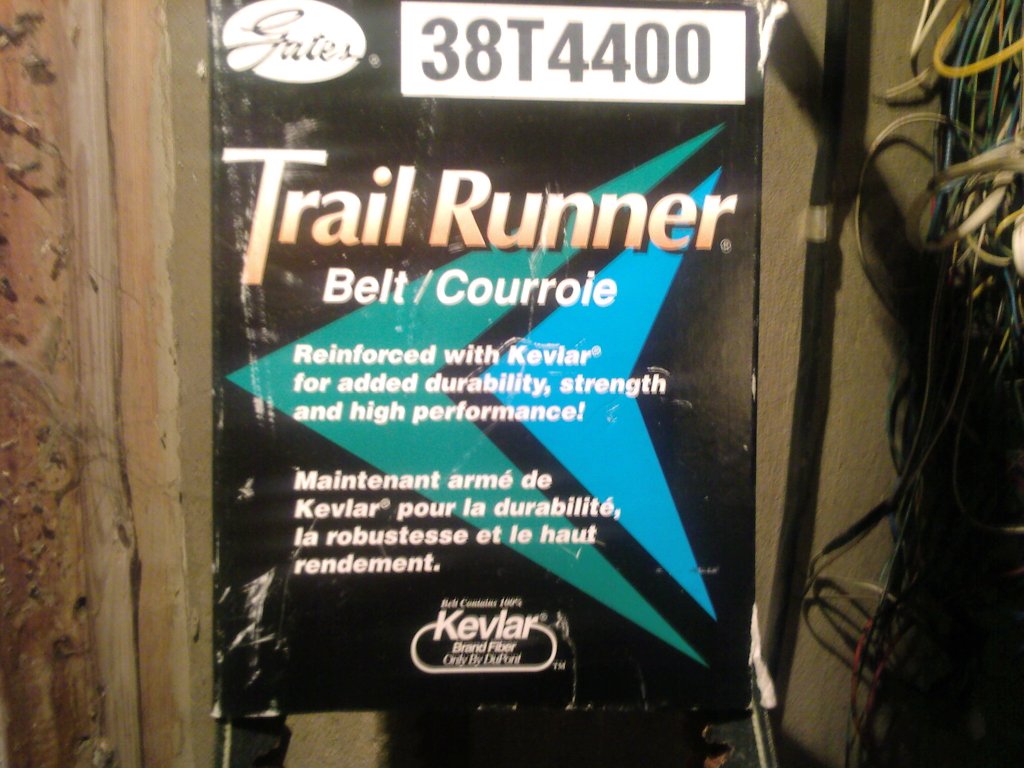 Gates®
38T4400
Trail Runner®
Belt / Courroie
Reinforced with Kevlar®
for added durability, strength
and high performance!
Maintenant armé de
Kevlar® pour la durabilité,
la robustesse et le haut
rendement.
Belt Contains 100%
Kevlar®
Brand Fiber
Only By DuPont
™